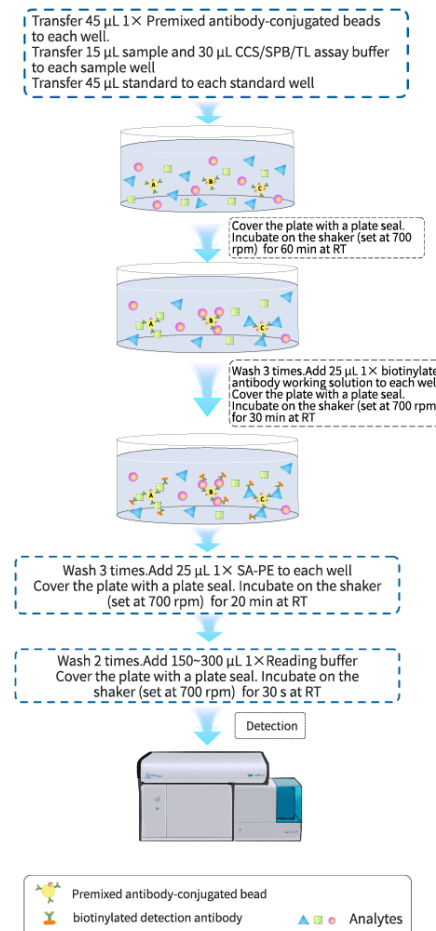 Transfer 45 μL 1× Premixed antibody-conjugated beads
to each well.
Transfer 15 μL sample and 30 μL CCS/SPB/TL assay buffer
to each sample well
Transfer 45 μL standard to each standard well
A
B
C
Cover the plate with a plate seal.
Incubate on the shaker (set at 700
rpm) for 60 min at RT
A
B
C
Wash 3 times.Add 25 μL 1× biotinylate
antibody working solution to each wel
Cover the plate with a plate seal.
Incubate on the shaker (set at 700 rpm
for 30 min at RT
A
B
C
Wash 3 times.Add 25 μL 1× SA-PE to each well
Cover the plate with a plate seal. Incubate on the shaker
(set at 700 rpm) for 20 min at RT
Wash 2 times.Add 150~300 μL 1×Reading buffer
Cover the plate with a plate seal. Incubate on the
shaker (set at 700 rpm) for 30 s at RT
Detection
Premixed antibody-conjugated bead
biotinylated detection antibody
Analytes